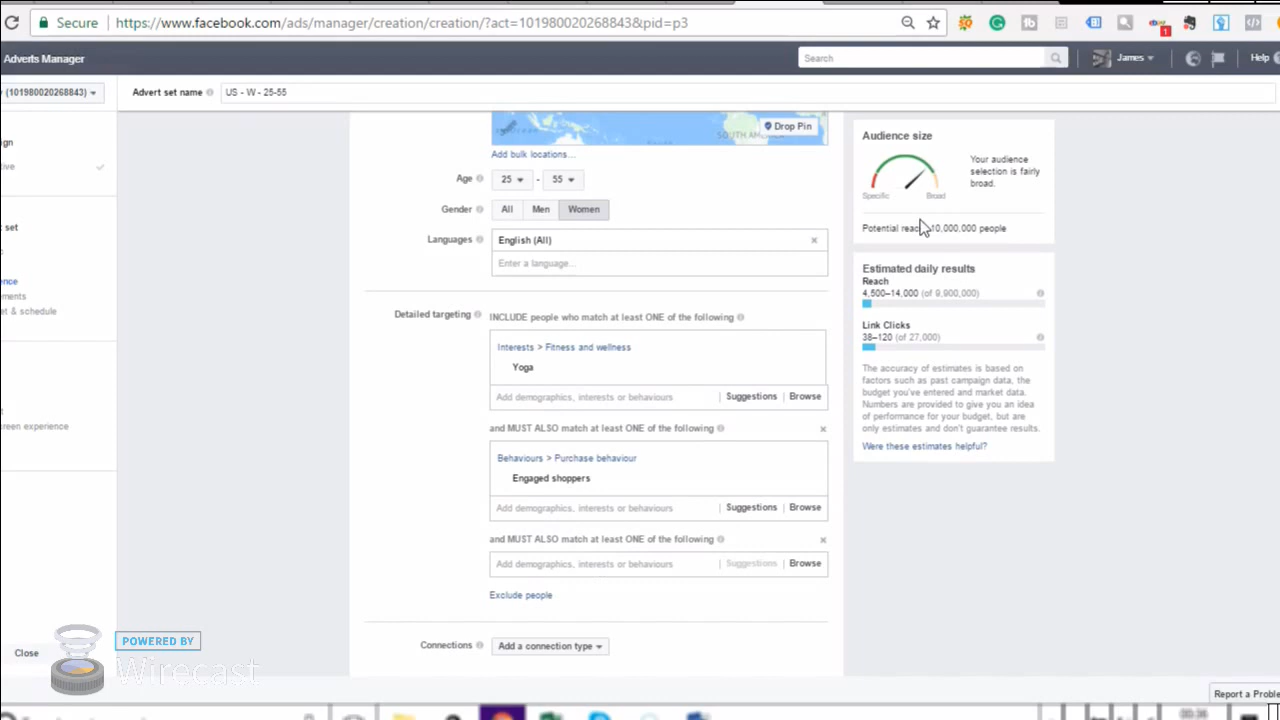 Secure https://www.facebook.com/ads/manager/creation/creation/?act=101980020268843&pid=p3
Adverts Manager
Search
James
Help
(101980020268843)
Advert set name
US - W - 25-55
Drop Pin
Add bulk locations...
Age 25 - 55
Gender All Men Women
Languages English (All)
Enter a language...
Detailed targeting INCLUDE people who match at least ONE of the following
Interests > Fitness and wellness
Yoga
Add demographics, interests or behaviours | Suggestions | Browse
and MUST ALSO match at least ONE of the following
Behaviours > Purchase behaviour
Engaged shoppers
Add demographics, interests or behaviours | Suggestions | Browse
and MUST ALSO match at least ONE of the following
Add demographics, interests or behaviours | Suggestions | Browse
Exclude people
Connections Add a connection type
Audience size
Specific
Broad
Your audience
selection is fairly
broad.
Potential reach 10,000,000 people
Estimated daily results
Reach
4,500–14,000 (of 9,900,000)
Link Clicks
38–120 (of 27,000)
The accuracy of estimates is based on
factors such as past campaign data, the
budget you've entered and market data.
Numbers are provided to give you an idea
of performance for your budget, but are
only estimates and don't guarantee results.
Were these estimates helpful?
& schedule
Close
POWERED BY
Wirecast